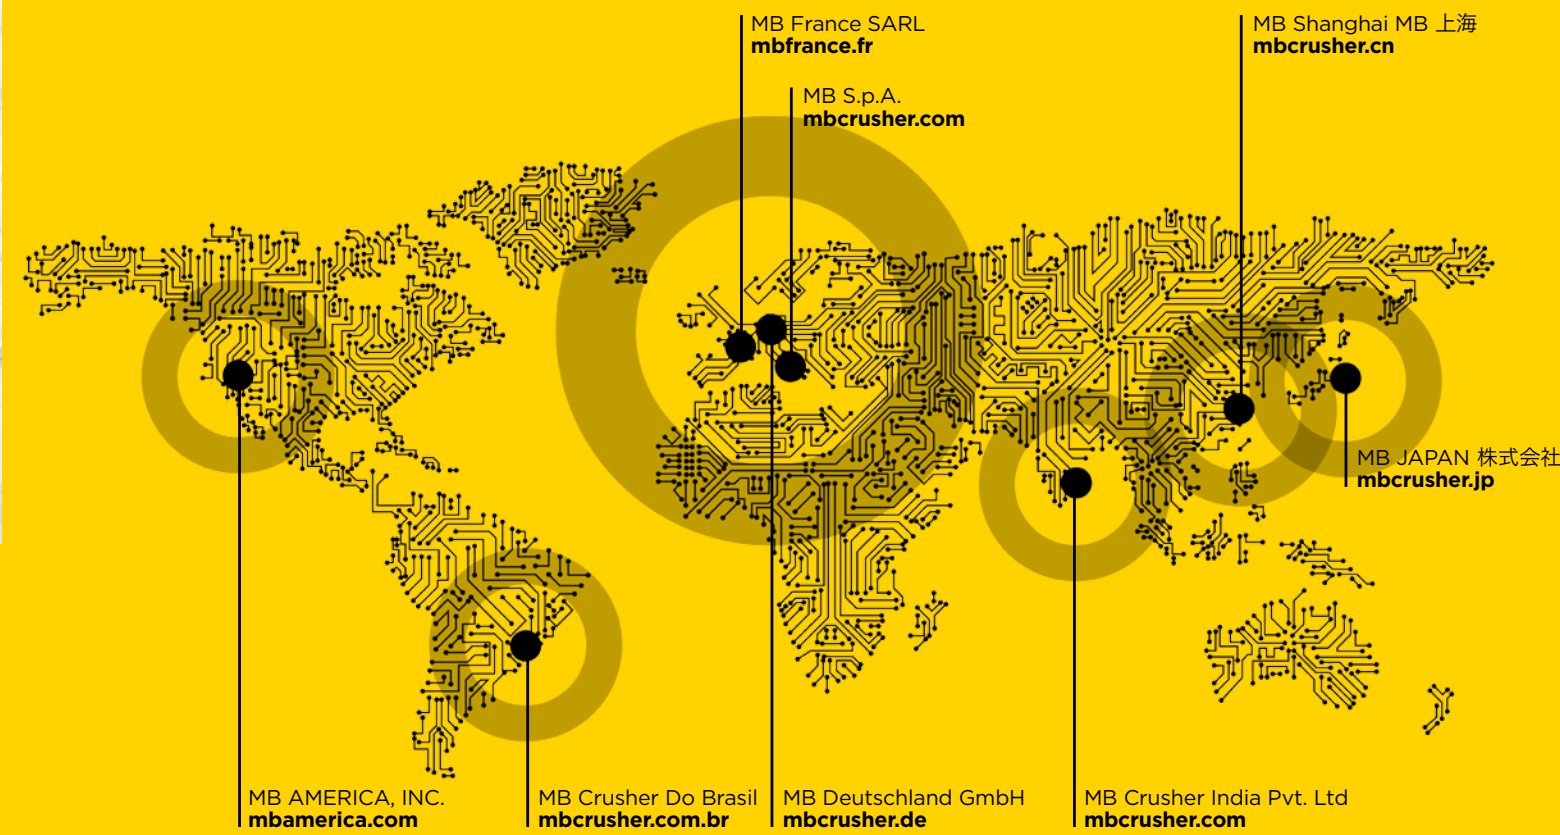 MB France SARL
mbfrance.fr
MB Shanghai MB 上海
mbcrusher.cn
MB S.p.A.
mbcrusher.com
MB JAPAN 株式会社
mbcrusher.jp
MB AMERICA, INC.
mbamerica.com
MB Crusher Do Brasil
mbcrusher.com.br
MB Deutschland GmbH
mbcrusher.de
MB Crusher India Pvt. Ltd
mbcrusher.com